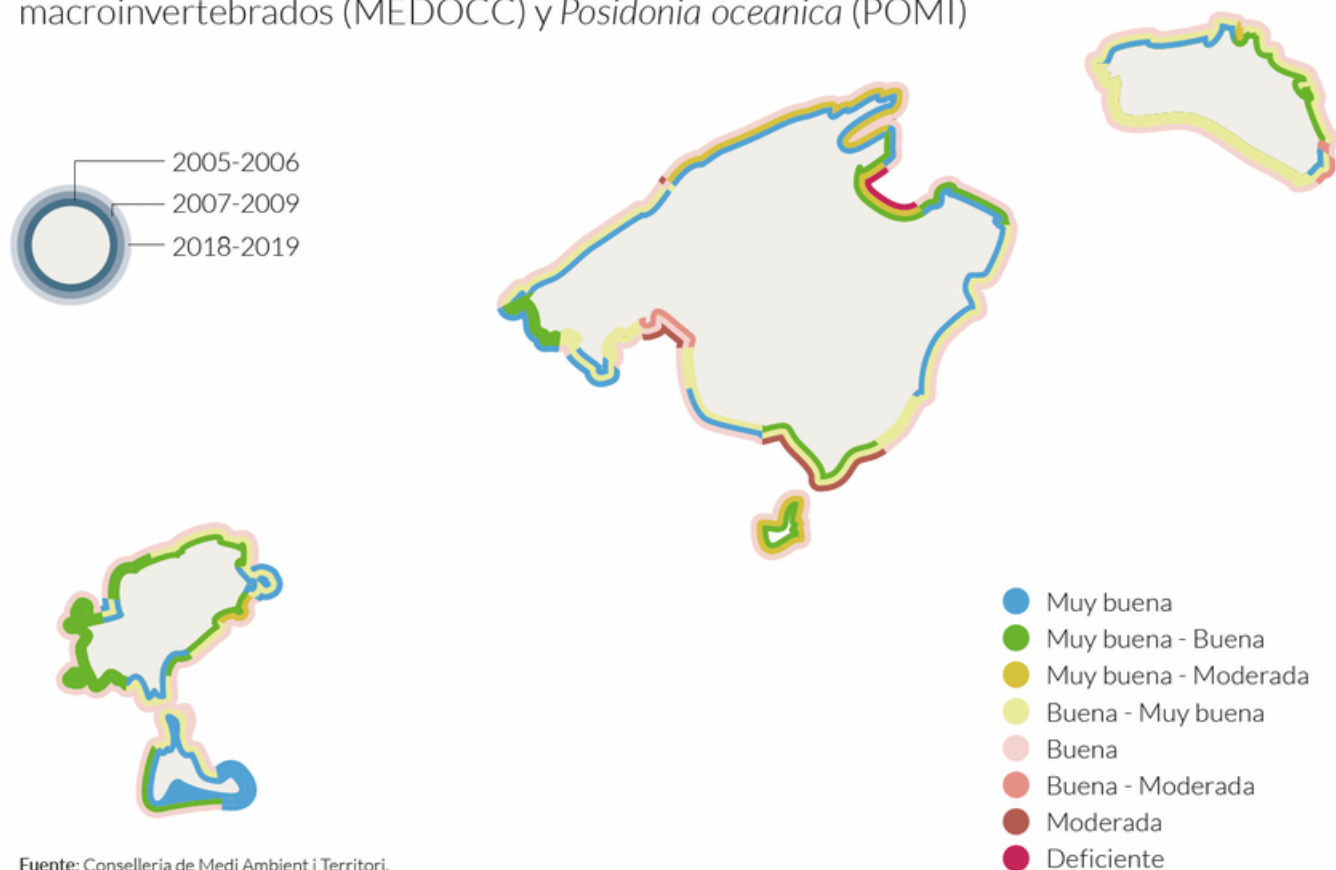 macroinvertebrados (MEDOCC) y Posidonia oceanica (POMI)
2005-2006
2007-2009
2018-2019
Muy buena
Muy buena - Buena
Muy buena - Moderada
Buena - Muy buena
Buena
Buena - Moderada
Moderada
Deficiente
Fuente: Conselleria de Medi Ambient i Territori.